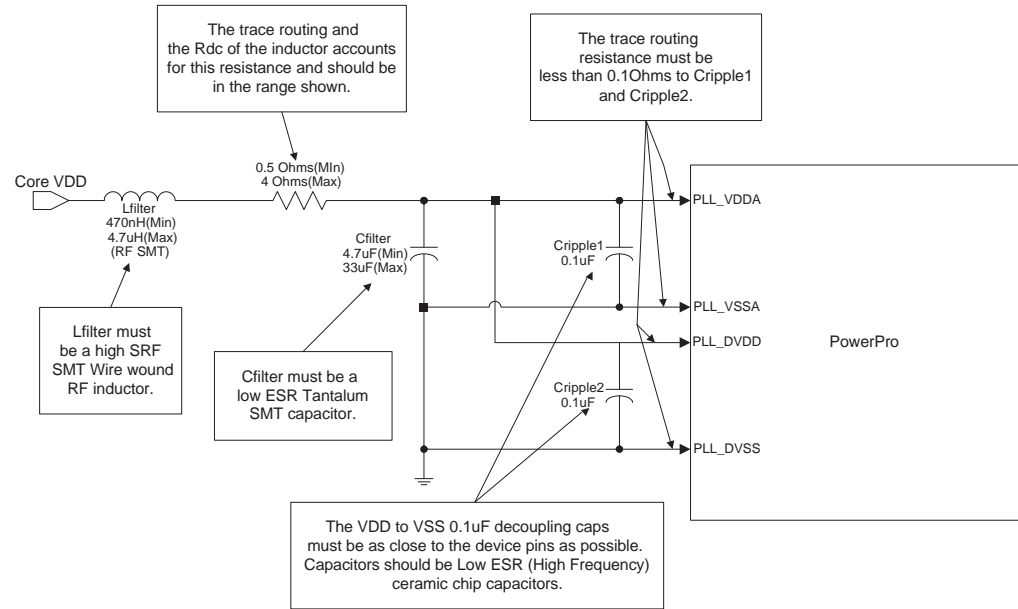 The trace routing and
the Rdc of the inductor accounts
for this resistance and should be
in the range shown.
The trace routing
resistance must be
less than 0.1Ohms to Cripple1
and Cripple2.
Core VDD
0.5 Ohms(MIn)
4 Ohms(Max)
Lfilter
470nH(Min)
4.7uH(Max)
(RF SMT)
Cfilter
4.7uF(Min)
33uF(Max)
Cripple1
0.1uF
PLL_VDDA
PLL_VSSA
PLL_DVDD
PowerPro
Cripple2
0.1uF
PLL_DVSS
Lfilter must
be a high SRF
SMT Wire wound
RF inductor.
Cfilter must be a
low ESR Tantalum
SMT capacitor.
The VDD to VSS 0.1uF decoupling caps
must be as close to the device pins as possible.
Capacitors should be Low ESR (High Frequency)
ceramic chip capacitors.